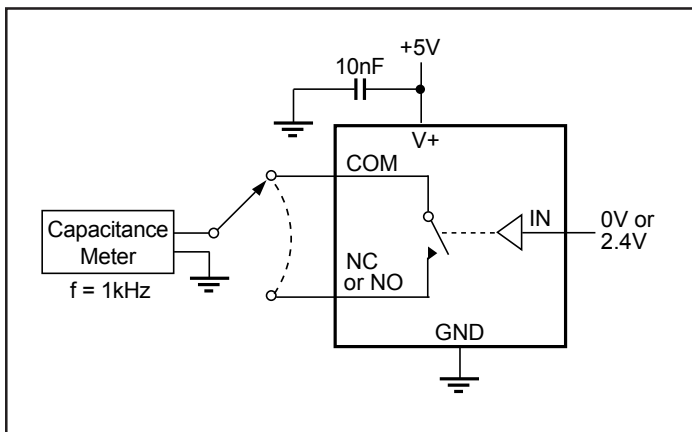 +5V
10nF
V+
COM
IN
0V or
2.4V
Capacitance
Meter
f = 1kHz
NC
or NO
GND